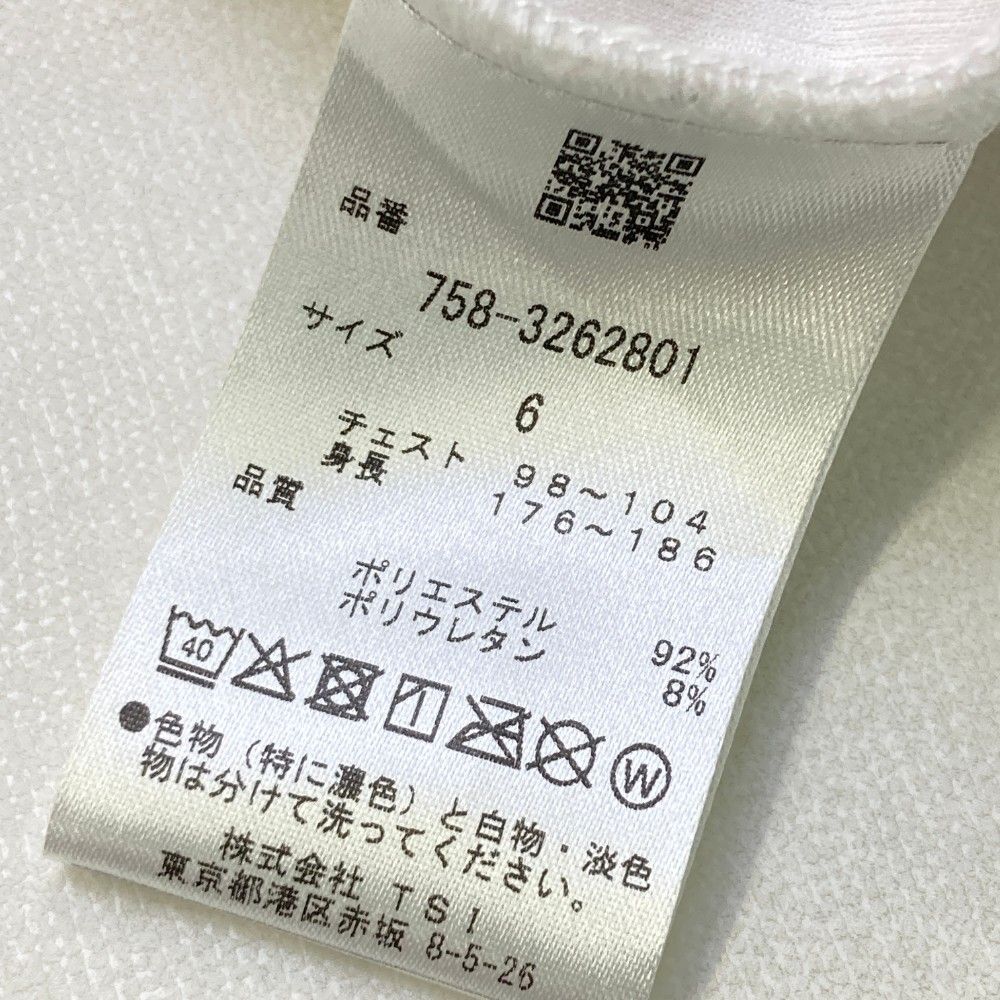 品番
758-3262801
サイズ
6
チェスト 98~104
身長 176~186
品質
ポリエステル 92%
ポリウレタン 8%
40
W
●色物(特に濃色)と白物・淡色
物は分けて洗ってください。
株式会社 TSI
東京都港区赤坂 8-5-26